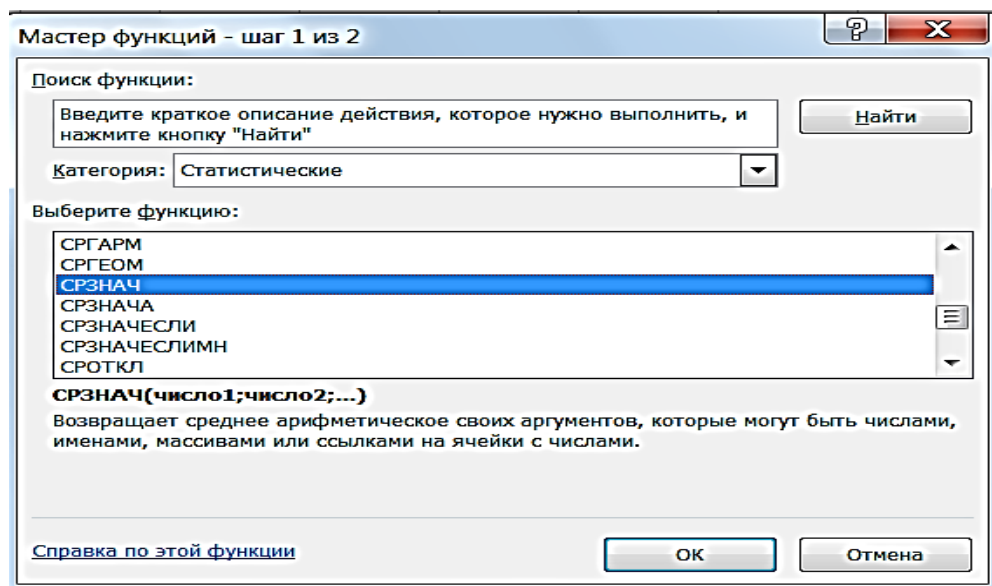 Мастер функций - шаг 1 из 2
Поиск функции:
Введите краткое описание действия, которое нужно выполнить, и
нажмите кнопку "Найти"
Найти
Категория: Статистические
Выберите функцию:
СРГАРМ
СРГЕОМ
СРЗНАЧ
СРЗНАЧА
СРЗНАЧЕСЛИ
СРЗНАЧЕСЛИМН
СРОТКЛ
СРЗНАЧ(число1;число2;...)
Возвращает среднее арифметическое своих аргументов, которые могут быть числами,
именами, массивами или ссылками на ячейки с числами.
Справка по этой функции
ОК
Отмена